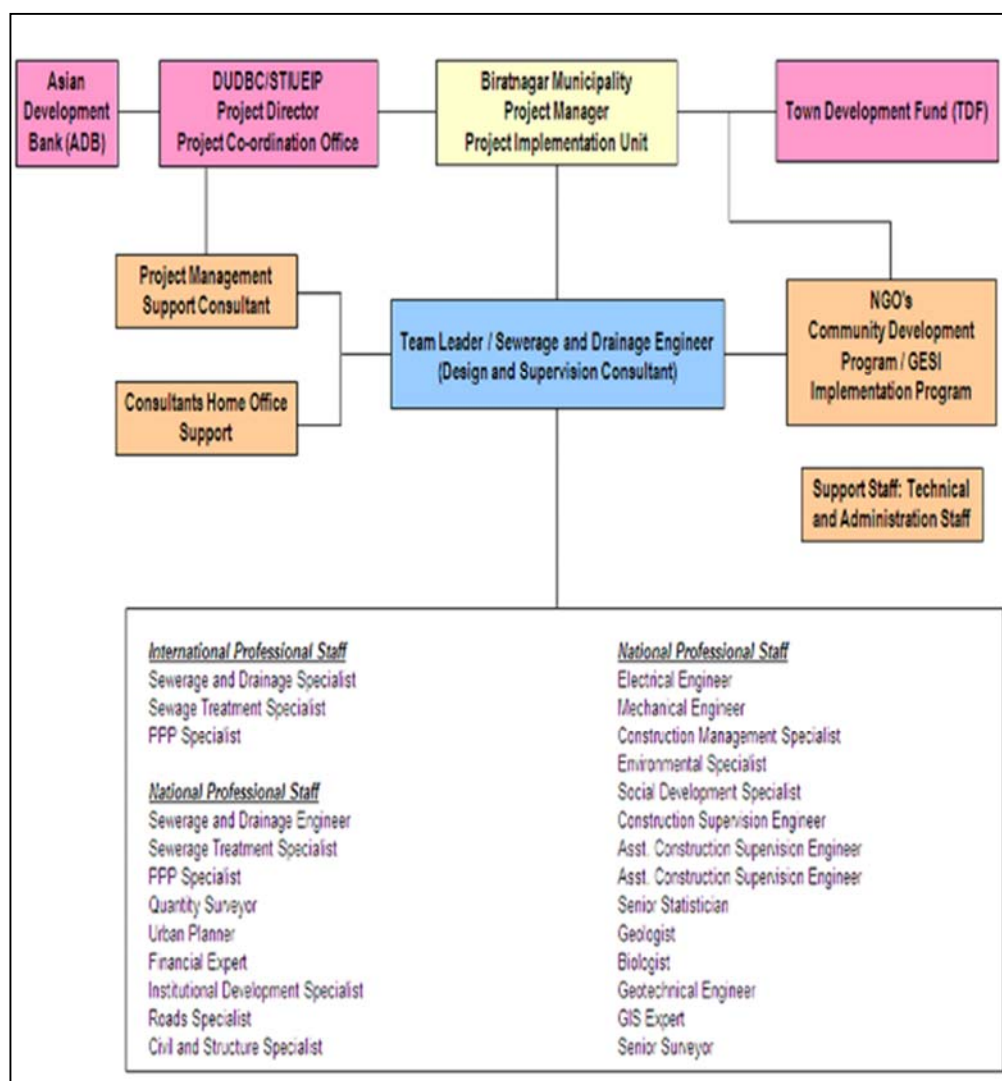 Asian
Development
Bank (ADB)
DUDBC/STIUEIP
Project Director
Project Co-ordination Office
Biratnagar Municipality
Project Manager
Project Implementation Unit
Town Development Fund (TDF)
Project Management
Support Consultant
Consultants Home Office
Support
Team Leader / Sewerage and Drainage Engineer
(Design and Supervision Consultant)
NGO's
Community Development
Program / GESI
Implementation Program
Support Staff: Technical
and Administration Staff
International Professional Staff
Sewerage and Drainage Specialist
Sewage Treatment Specialist
PPP Specialist
National Professional Staff
Sewerage and Drainage Engineer
Sewerage Treatment Specialist
PPP Specialist
Quantity Surveyor
Urban Planner
Financial Expert
Institutional Development Specialist
Roads Specialist
Civil and Structure Specialist
National Professional Staff
Electrical Engineer
Mechanical Engineer
Construction Management Specialist
Environmental Specialist
Social Development Specialist
Construction Supervision Engineer
Asst. Construction Supervision Engineer
Asst. Construction Supervision Engineer
Senior Statistician
Geologist
Biologist
Geotechnical Engineer
GIS Expert
Senior Surveyor